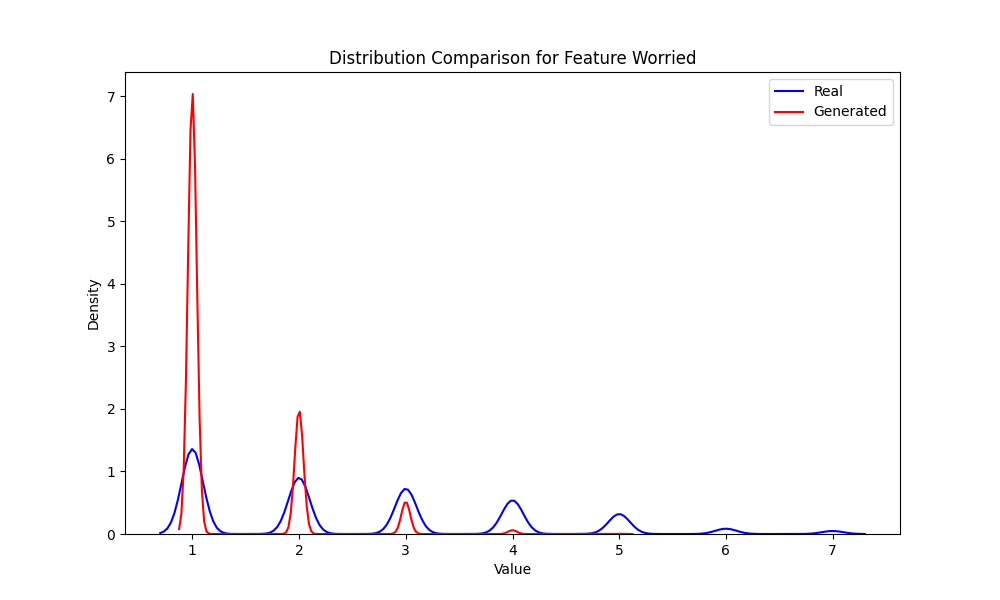 Distribution Comparison for Feature Worried
Real
Generated
7
6
5
4
3
2
1
0
Density
1 2 3 4 5 6 7
Value